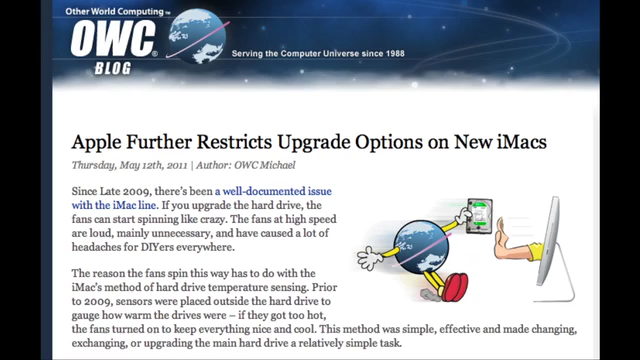 Other World Computing™
OWC®
BLOG
Serving the Computer Universe since 1988
Apple Further Restricts Upgrade Options on New iMacs
Thursday, May 12th, 2011 | Author: OWC Michael
Since Late 2009, there's been a well-documented issue
with the iMac line. If you upgrade the hard drive, the
fans can start spinning like crazy. The fans at high speed
are loud, mainly unnecessary, and have caused a lot of
headaches for DIYers everywhere.
The reason the fans spin this way has to do with the
iMac's method of hard drive temperature sensing. Prior
to 2009, sensors were placed outside the hard drive to
gauge how warm the drives were – if they got too hot,
the fans turned on to keep everything nice and cool. This method was simple, effective and made changing,
exchanging, or upgrading the main hard drive a relatively simple task.